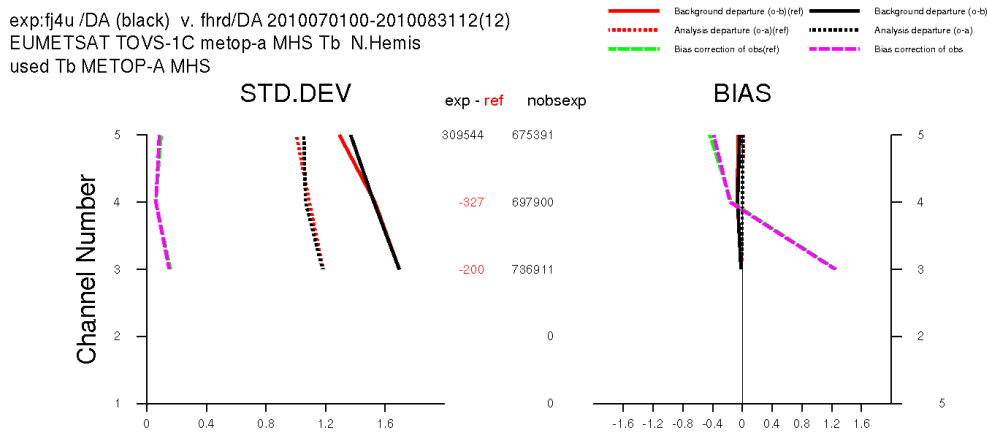 exp:fj4u /DA (black) v. fhrd/DA 2010070100-2010083112(12)
EUMETSAT TOVS-1C metop-a MHS Tb N.Hemis
used Tb METOP-A MHS
Background departure (o-b)(ref)
Background departure (o-b)
Analysis departure (o-a)(ref)
Analysis departure (o-a)
Bias correction of obs(ref)
Bias correction of obs
STD.DEV
exp - ref nobsexp
BIAS
Channel Number
5 309544 675391 5
4 -327 697900 4
3 -200 736911 3
2 0 2
1 0 5
0 0.4 0.8 1.2 1.6
-1.6 -1.2 -0.8 -0.4 0 0.4 0.8 1.2 1.6